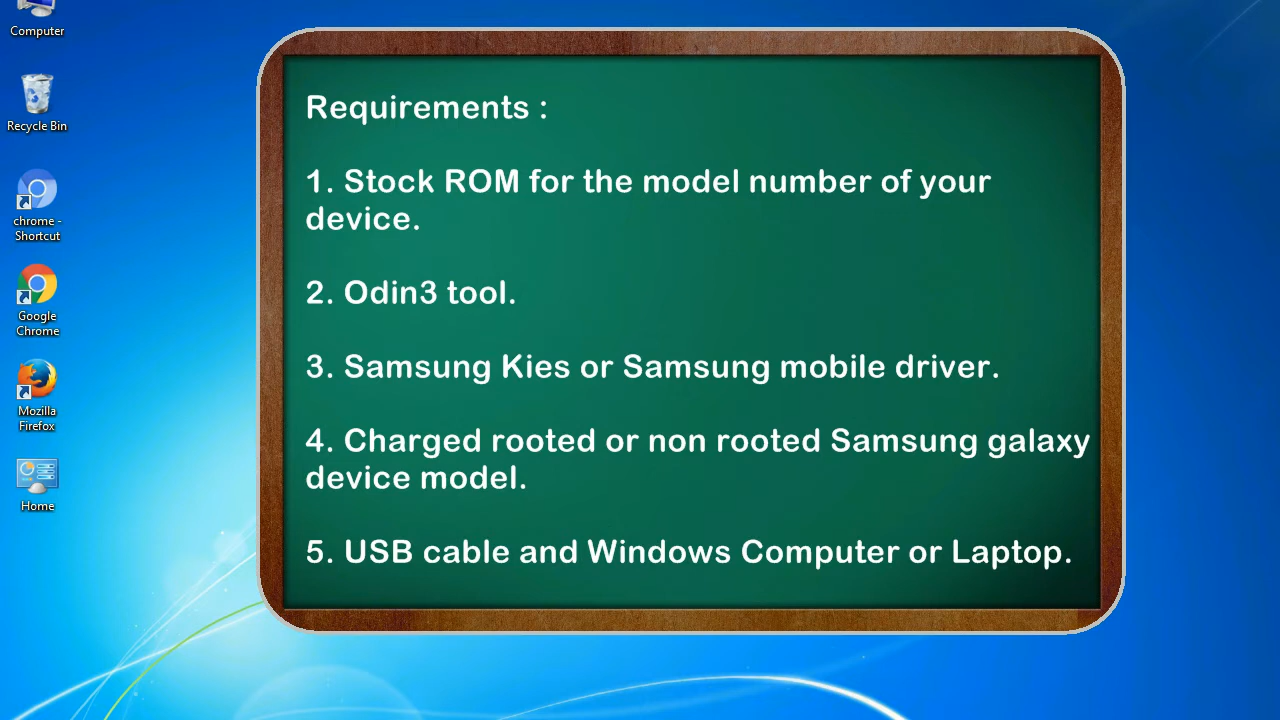 Computer
Recycle Bin
chrome -
Shortcut
Google
Chrome
Mozilla
Firefox
Home
Requirements :
1. Stock ROM for the model number of your
device.
2. Odin3 tool.
3. Samsung Kies or Samsung mobile driver.
4. Charged rooted or non rooted Samsung galaxy
device model.
5. USB cable and Windows Computer or Laptop.